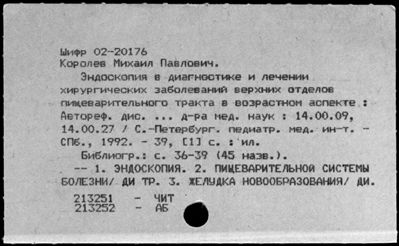 Шифр 02-20176
Королев Михаил Павлович.
Эндоскопия в диагностике и лечении
хирургических заболеваний верхних отделов
пищеварительного тракта в возрастном аспекте :
Автореф. дис. ... д-ра мед. наук : 14.00.09,
14.00.27 / С.-Петербург. педиатр. мед. ин-т. -
СПб., 1992. - 39, [1] с. : ил.
Библиогр.: с. 36-39 (45 назв.).
-- 1. ЭНДОСКОПИЯ. 2. ПИЩЕВАРИТЕЛЬНОЙ СИСТЕМЫ
БОЛЕЗНИ/ ДИ ТР. 3. ЖЕЛУДКА НОВООБРАЗОВАНИЯ/ ДИ.
213251 - ЧИТ
213252 - АБ